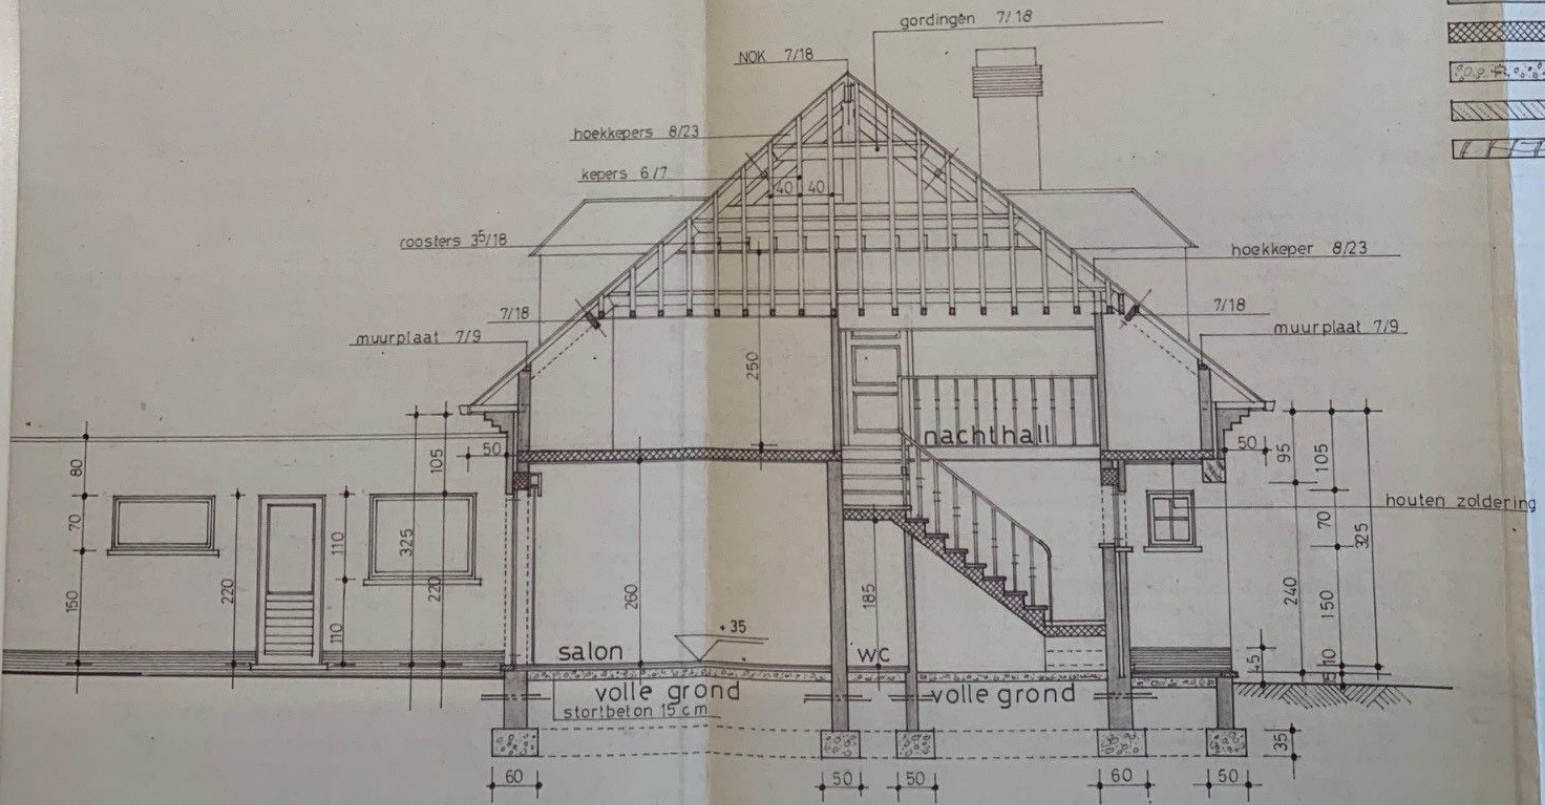 gordingen 7/18
NOK 7/18
hoekkepers 8/23
kepers 6/7
40 40
roosters 3⁵/18
hoekkeper 8/23
7/18
7/18
muurplaat 7/9
muurplaat 7/9
250
nachthall
50
50
80
105
95
105
houten zoldering
70
110
325
220
220
70
325
150
110
260
185
240
150
+35
salon
wc
45
10
15
volle grond
volle grond
stortbeton 15 cm
35
60
50
50
60
50